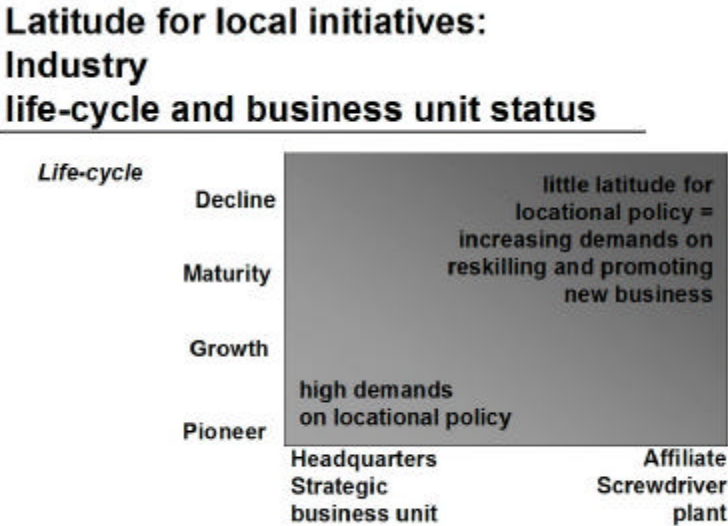 Latitude for local initiatives:
Industry
life-cycle and business unit status
Life-cycle
Decline
Maturity
Growth
Pioneer
little latitude for
locational policy =
increasing demands on
reskilling and promoting
new business
high demands
on locational policy
Headquarters
Strategic
business unit
Affiliate
Screwdriver
plant